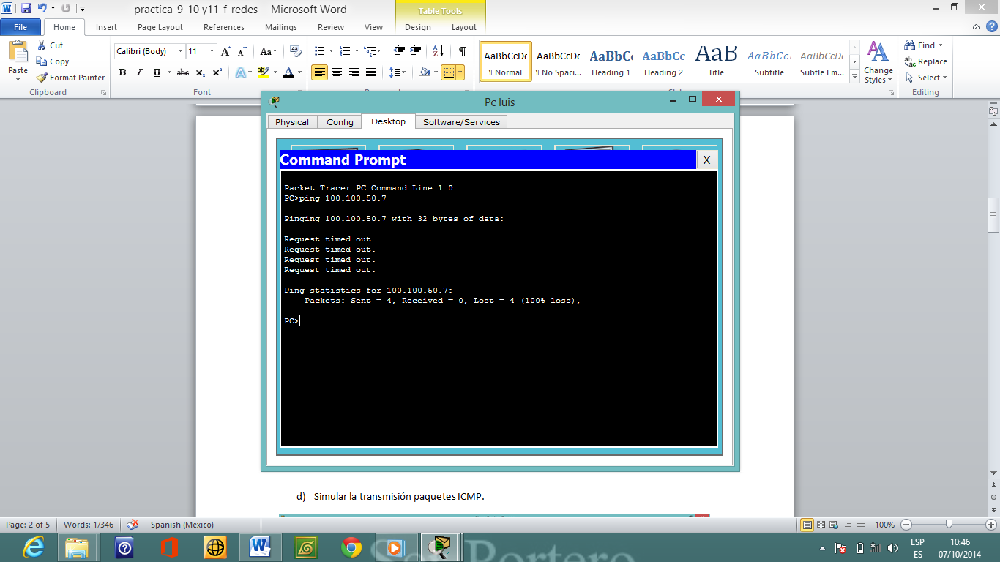 practica-9-10 y11-f-redes - Microsoft Word
Table Tools
File Home Insert Page Layout References Mailings Review View Design Layout
Paste
Cut
Copy
Format Painter
Clipboard
Calibri (Body) 11
Font
AaBbCcDc AaBbCcDc AaBbC AaBbCc AaB AaBbCc. AaBbCcDc
¶ Normal ¶ No Spaci... Heading 1 Heading 2 Title Subtitle Subtle Em...
Change Styles
Find
Replace
Select
Editing
Pc luis
Physical Config Desktop Software/Services
Command Prompt X
Packet Tracer PC Command Line 1.0
PC>ping 100.100.50.7
Pinging 100.100.50.7 with 32 bytes of data:
Request timed out.
Request timed out.
Request timed out.
Request timed out.
Ping statistics for 100.100.50.7:
Packets: Sent = 4, Received = 0, Lost = 4 (100% loss),
PC>
d) Simular la transmisión paquetes ICMP.
Page: 2 of 5 Words: 1/346 Spanish (Mexico) 100%
ESP 10:46
ES 07/10/2014